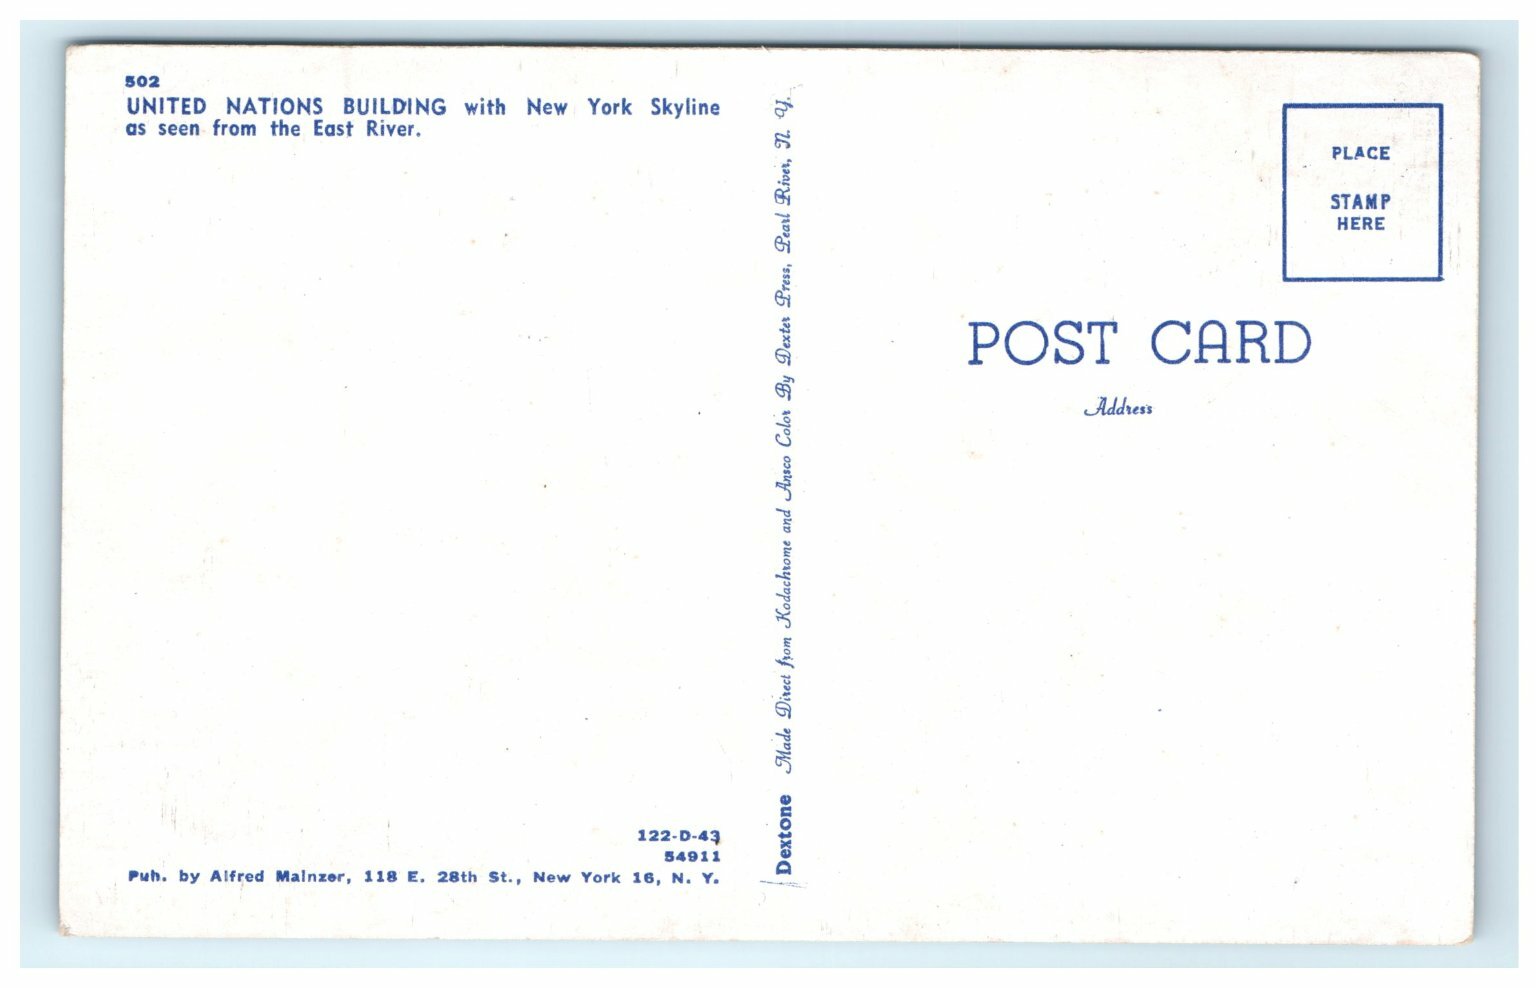 502
UNITED NATIONS BUILDING with New York Skyline
as seen from the East River.
122-D-43
54911
Pub. by Alfred Mainzer, 118 E. 28th St., New York 16, N. Y.
Dextone Made Direct from Kodachrome and Ansco Color By Dexter Press, Pearl River, N. Y.
PLACE
STAMP
HERE
POST CARD
Address